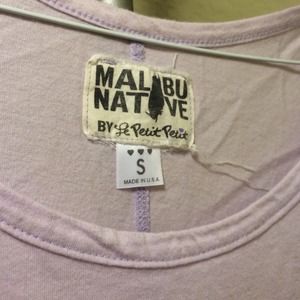 MALIBU
NATIVE
BY Le Petit Petit
S
MADE IN U.S.A.